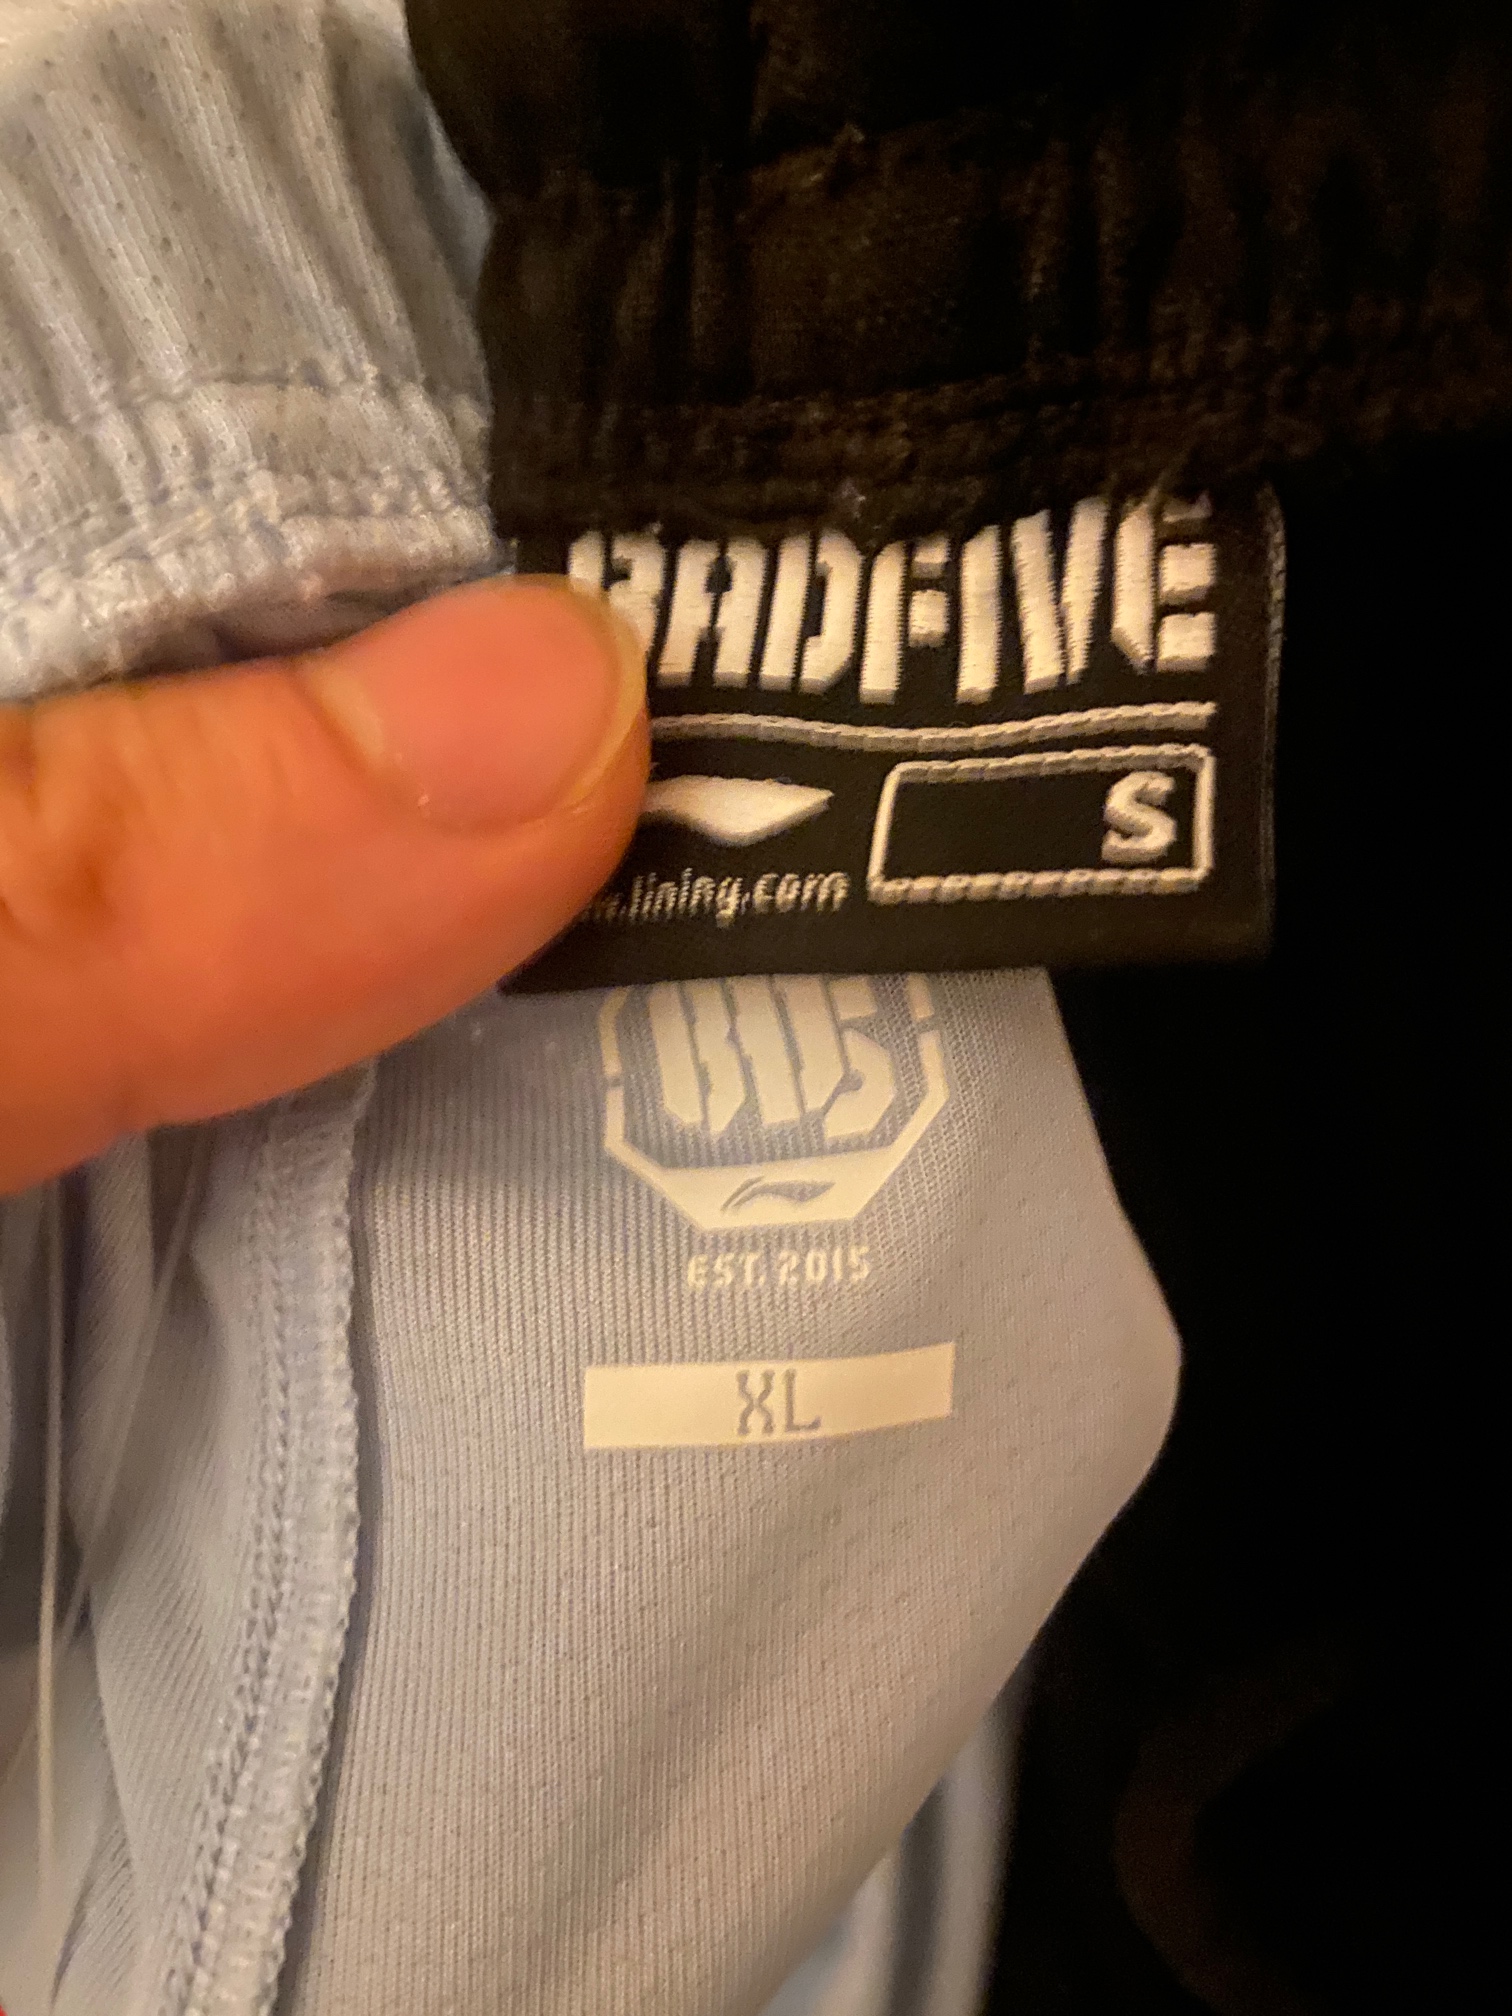 BADFIVE
S
w.lining.com
EST. 2015
XL